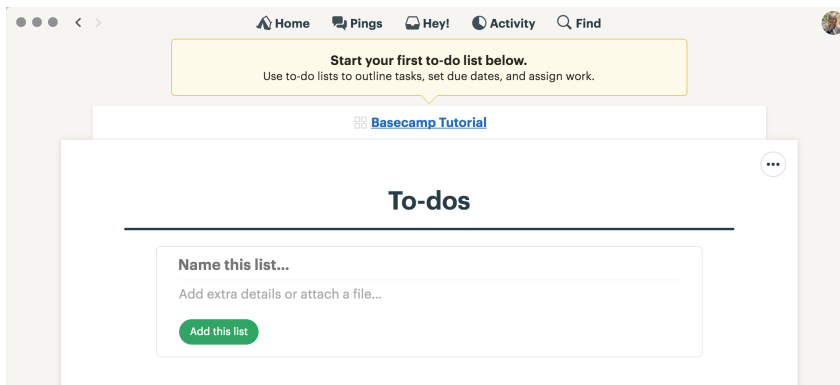 Home Pings Hey! Activity Find
Start your first to-do list below.
Use to-do lists to outline tasks, set due dates, and assign work.
Basecamp Tutorial
To-dos
Name this list...
Add extra details or attach a file...
Add this list